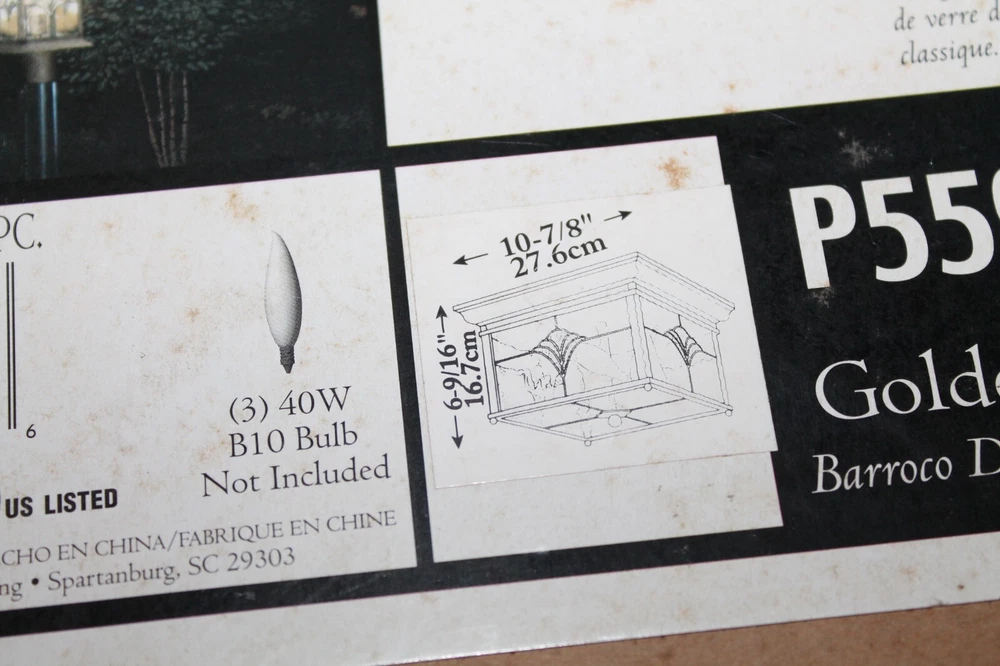 de verre d
classique.
PC.
6
(3) 40W
B10 Bulb
Not Included
US LISTED
CHO EN CHINA/FABRIQUE EN CHINE
ng • Spartanburg, SC 29303
10-7/8"
27.6cm
6-9/16"
16.7cm
P55
Golde
Barroco D